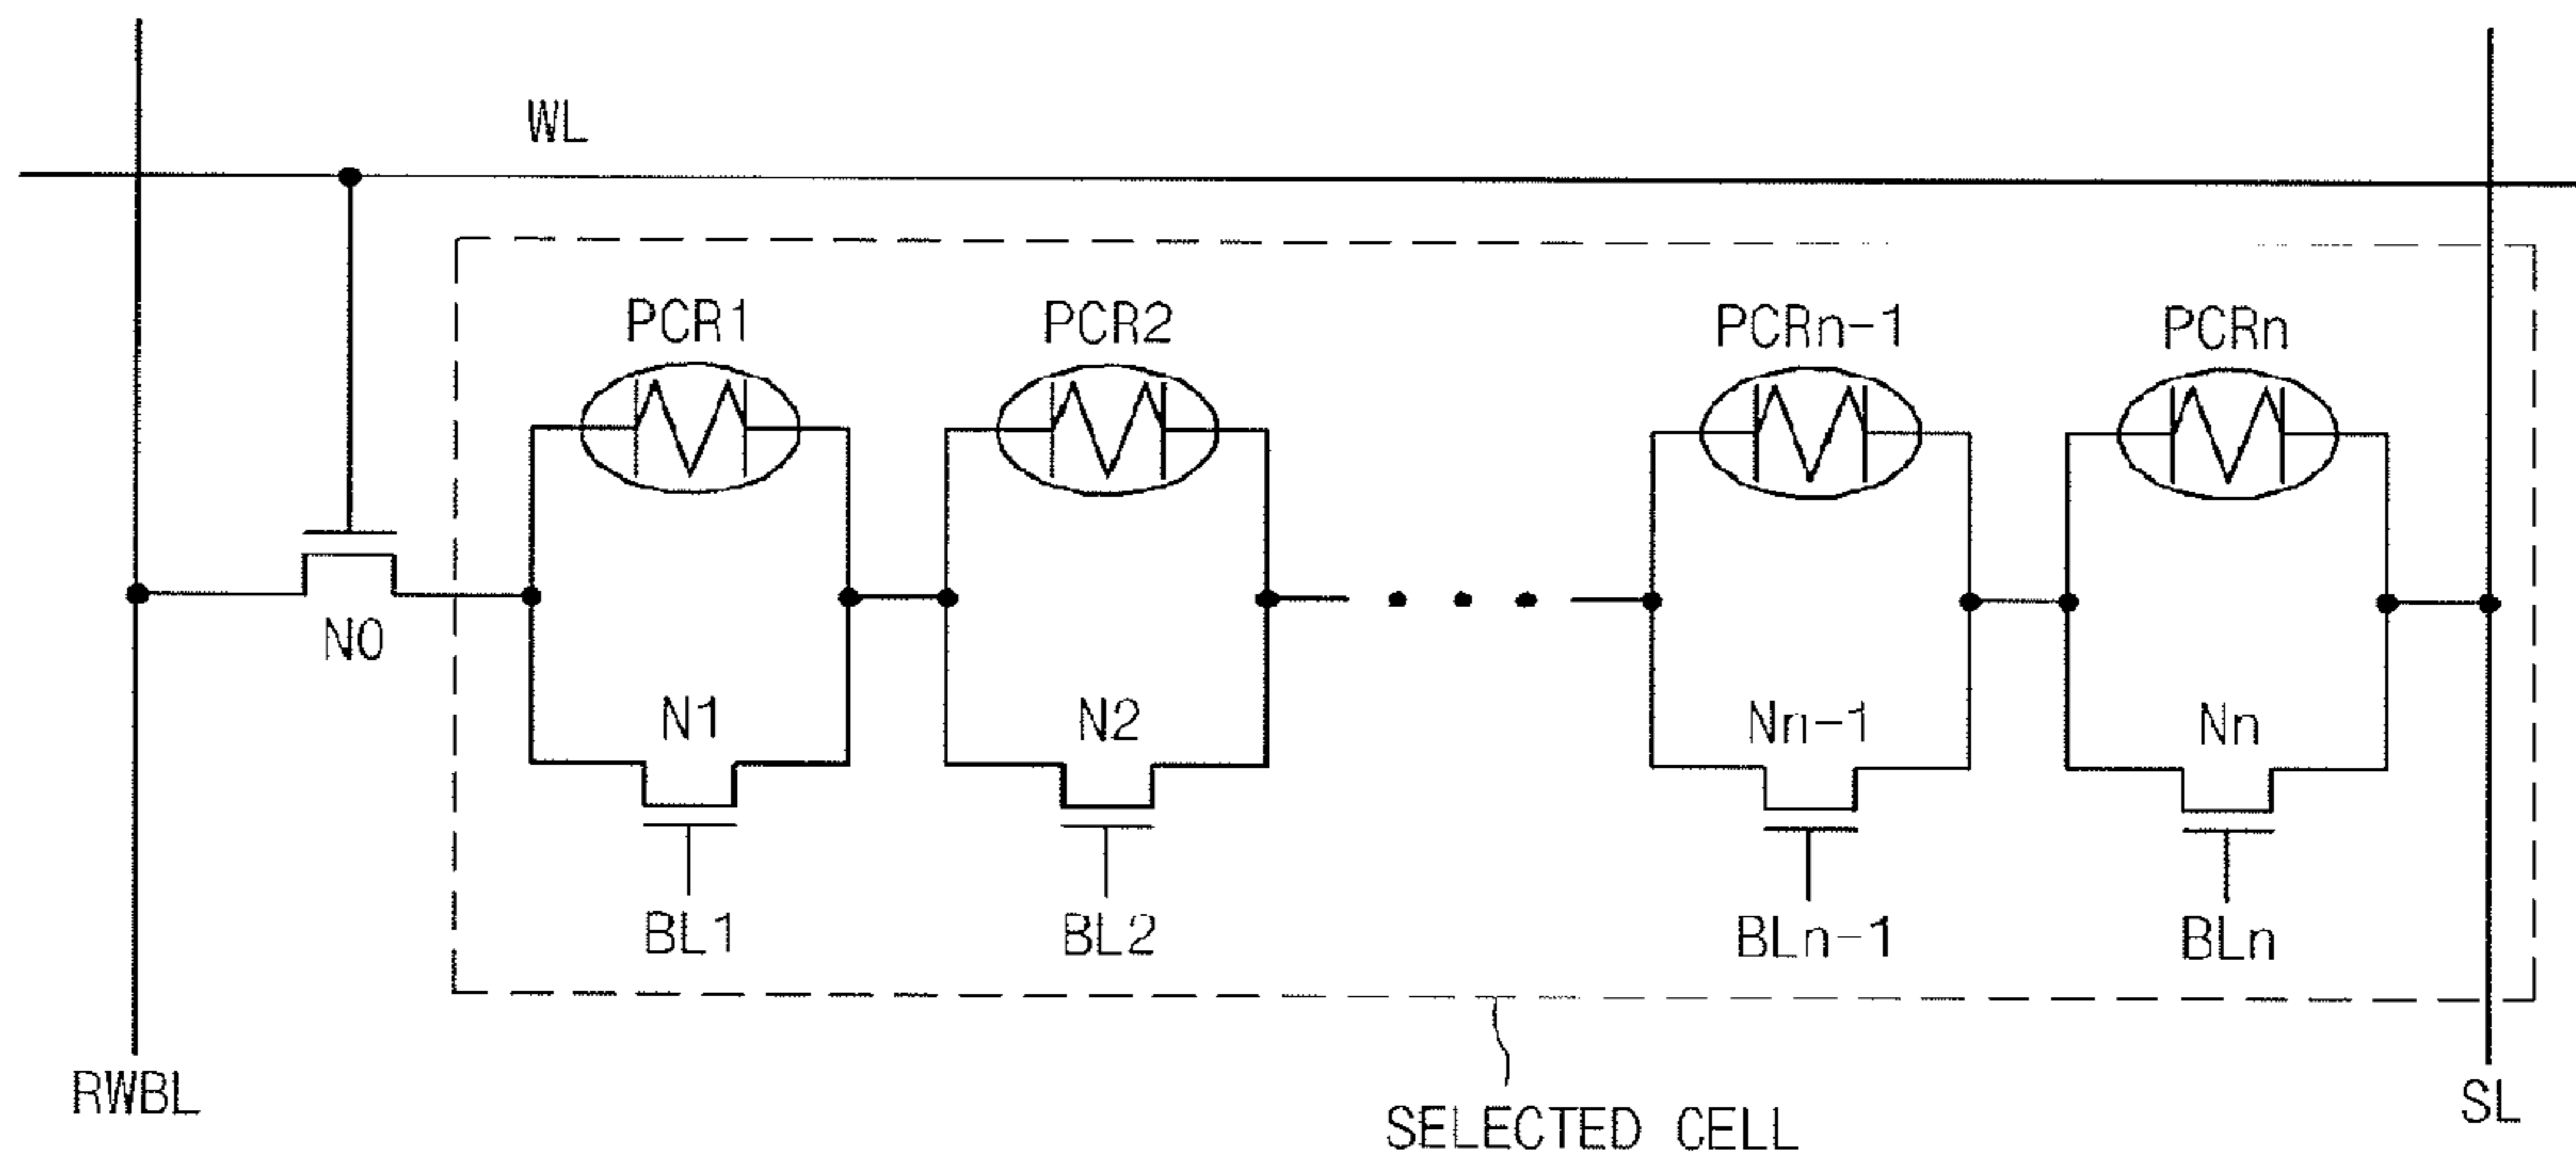 WL
PCR1 PCR2 PCRn-1 PCRn
N0
N1 N2 Nn-1 Nn
BL1 BL2 BLn-1 BLn
RWBL SL
SELECTED CELL